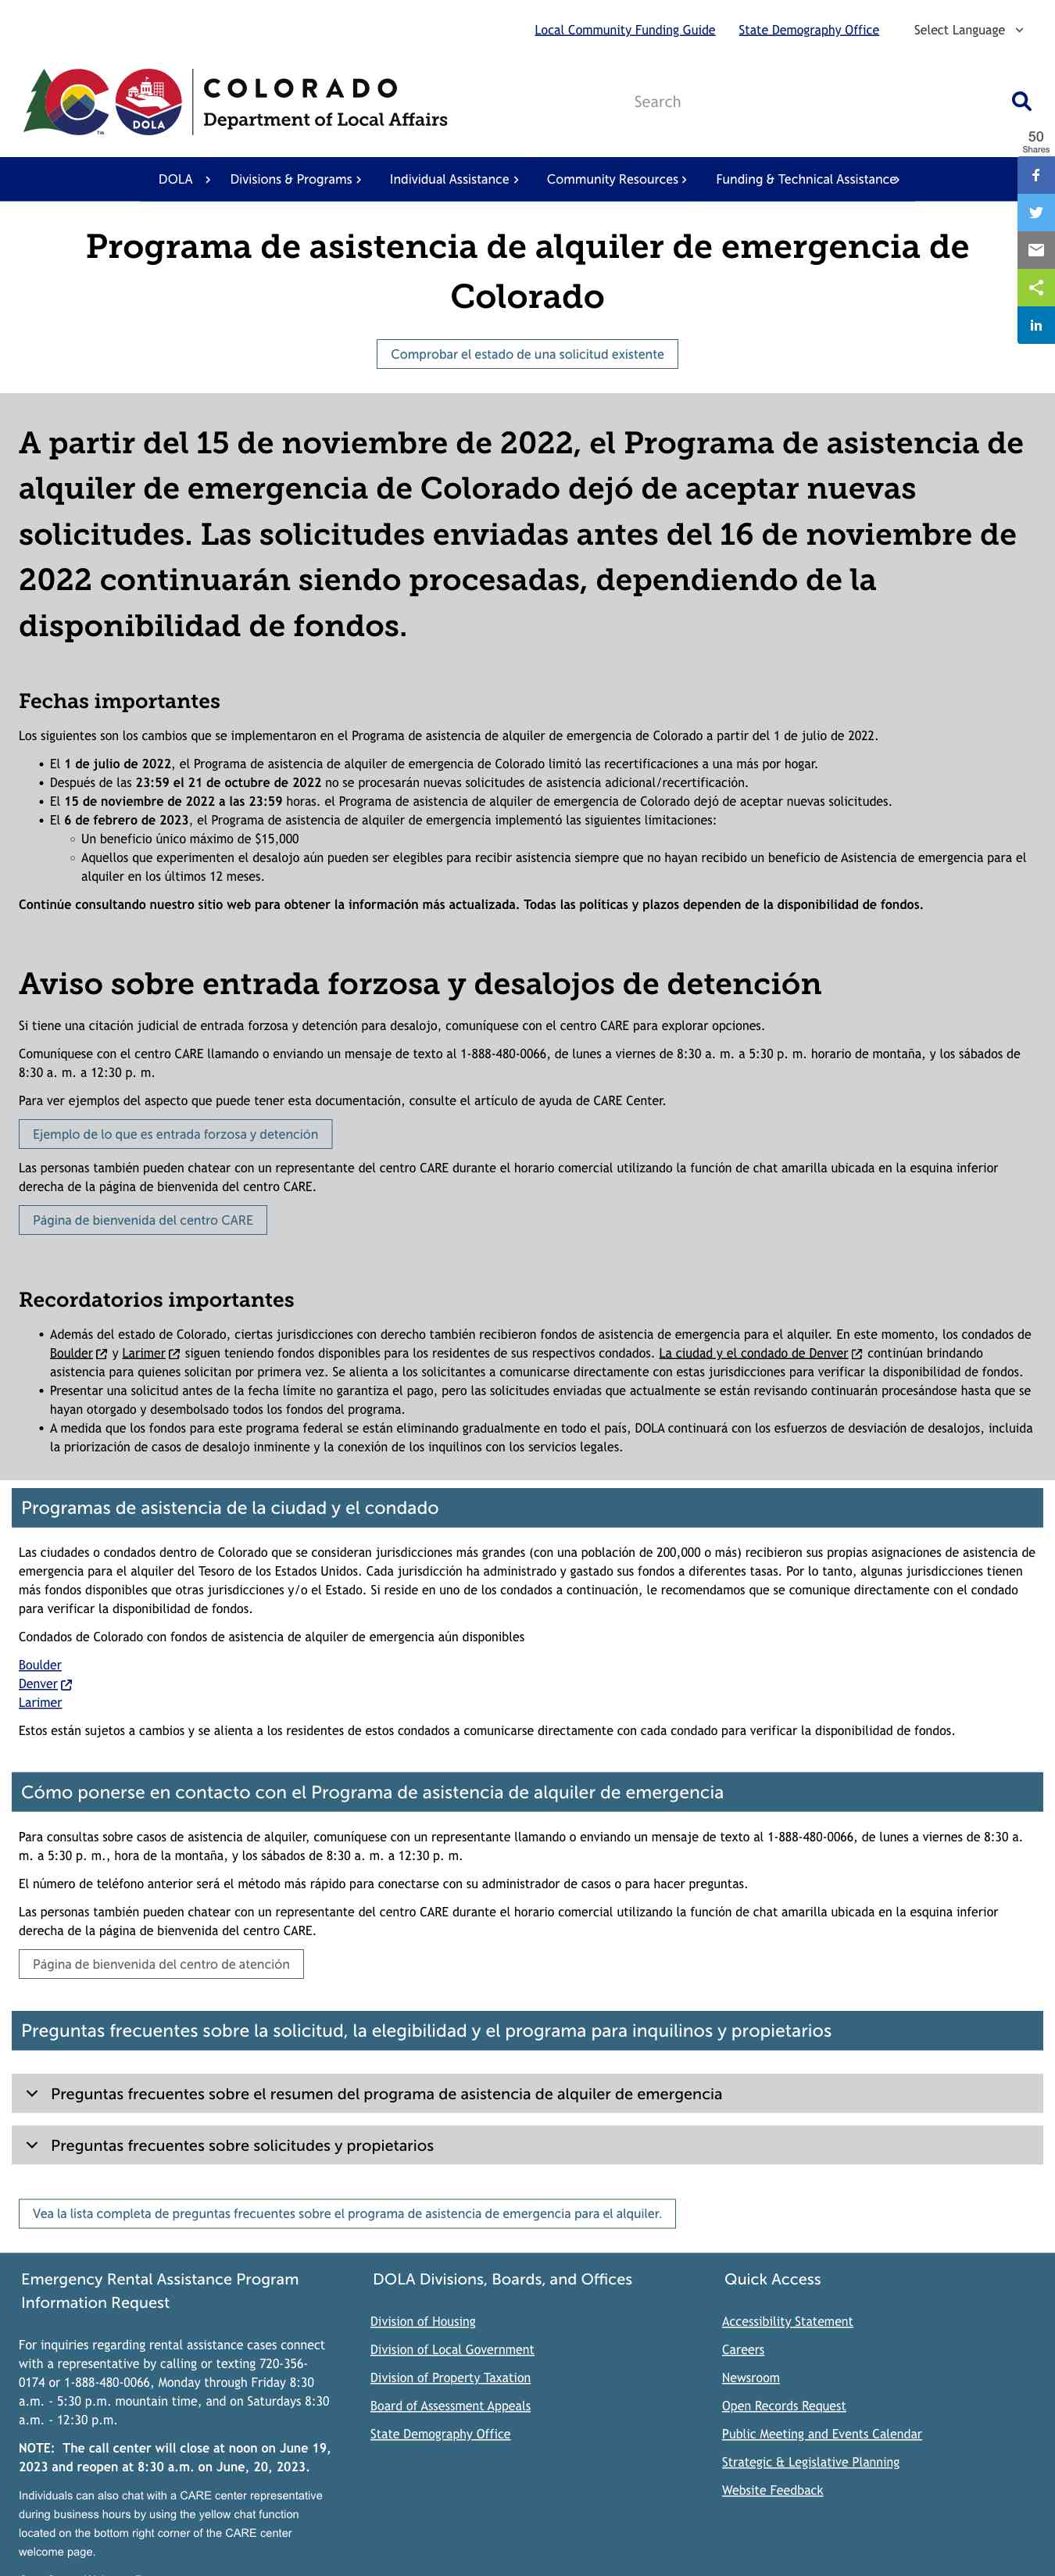 Local Community Funding Guide State Demography Office Select Language
COLORADO
Department of Local Affairs
DOLA
TM
Search
50
Shares
DOLA Divisions & Programs Individual Assistance Community Resources Funding & Technical Assistance
Programa de asistencia de alquiler de emergencia de
Colorado
Comprobar el estado de una solicitud existente
A partir del 15 de noviembre de 2022, el Programa de asistencia de
alquiler de emergencia de Colorado dejó de aceptar nuevas
solicitudes. Las solicitudes enviadas antes del 16 de noviembre de
2022 continuarán siendo procesadas, dependiendo de la
disponibilidad de fondos.
Fechas importantes
Los siguientes son los cambios que se implementaron en el Programa de asistencia de alquiler de emergencia de Colorado a partir del 1 de julio de 2022.
• El 1 de julio de 2022, el Programa de asistencia de alquiler de emergencia de Colorado limitó las recertificaciones a una más por hogar.
• Después de las 23:59 el 21 de octubre de 2022 no se procesarán nuevas solicitudes de asistencia adicional/recertificación.
• El 15 de noviembre de 2022 a las 23:59 horas. el Programa de asistencia de alquiler de emergencia de Colorado dejó de aceptar nuevas solicitudes.
• El 6 de febrero de 2023, el Programa de asistencia de alquiler de emergencia implementó las siguientes limitaciones:
◦ Un beneficio único máximo de $15,000
◦ Aquellos que experimenten el desalojo aún pueden ser elegibles para recibir asistencia siempre que no hayan recibido un beneficio de Asistencia de emergencia para el
alquiler en los últimos 12 meses.
Continúe consultando nuestro sitio web para obtener la información más actualizada. Todas las políticas y plazos dependen de la disponibilidad de fondos.
Aviso sobre entrada forzosa y desalojos de detención
Si tiene una citación judicial de entrada forzosa y detención para desalojo, comuníquese con el centro CARE para explorar opciones.
Comuníquese con el centro CARE llamando o enviando un mensaje de texto al 1-888-480-0066, de lunes a viernes de 8:30 a. m. a 5:30 p. m. horario de montaña, y los sábados de
8:30 a. m. a 12:30 p. m.
Para ver ejemplos del aspecto que puede tener esta documentación, consulte el artículo de ayuda de CARE Center.
Ejemplo de lo que es entrada forzosa y detención
Las personas también pueden chatear con un representante del centro CARE durante el horario comercial utilizando la función de chat amarilla ubicada en la esquina inferior
derecha de la página de bienvenida del centro CARE.
Página de bienvenida del centro CARE
Recordatorios importantes
• Además del estado de Colorado, ciertas jurisdicciones con derecho también recibieron fondos de asistencia de emergencia para el alquiler. En este momento, los condados de
Boulder y Larimer siguen teniendo fondos disponibles para los residentes de sus respectivos condados. La ciudad y el condado de Denver continúan brindando
asistencia para quienes solicitan por primera vez. Se alienta a los solicitantes a comunicarse directamente con estas jurisdicciones para verificar la disponibilidad de fondos.
• Presentar una solicitud antes de la fecha límite no garantiza el pago, pero las solicitudes enviadas que actualmente se están revisando continuarán procesándose hasta que se
hayan otorgado y desembolsado todos los fondos del programa.
• A medida que los fondos para este programa federal se están eliminando gradualmente en todo el país, DOLA continuará con los esfuerzos de desviación de desalojos, incluida
la priorización de casos de desalojo inminente y la conexión de los inquilinos con los servicios legales.
Programas de asistencia de la ciudad y el condado
Las ciudades o condados dentro de Colorado que se consideran jurisdicciones más grandes (con una población de 200,000 o más) recibieron sus propias asignaciones de asistencia de
emergencia para el alquiler del Tesoro de los Estados Unidos. Cada jurisdicción ha administrado y gastado sus fondos a diferentes tasas. Por lo tanto, algunas jurisdicciones tienen
más fondos disponibles que otras jurisdicciones y/o el Estado. Si reside en uno de los condados a continuación, le recomendamos que se comunique directamente con el condado
para verificar la disponibilidad de fondos.
Condados de Colorado con fondos de asistencia de alquiler de emergencia aún disponibles
Boulder
Denver
Larimer
Estos están sujetos a cambios y se alienta a los residentes de estos condados a comunicarse directamente con cada condado para verificar la disponibilidad de fondos.
Cómo ponerse en contacto con el Programa de asistencia de alquiler de emergencia
Para consultas sobre casos de asistencia de alquiler, comuníquese con un representante llamando o enviando un mensaje de texto al 1-888-480-0066, de lunes a viernes de 8:30 a.
m. a 5:30 p. m., hora de la montaña, y los sábados de 8:30 a. m. a 12:30 p. m.
El número de teléfono anterior será el método más rápido para conectarse con su administrador de casos o para hacer preguntas.
Las personas también pueden chatear con un representante del centro CARE durante el horario comercial utilizando la función de chat amarilla ubicada en la esquina inferior
derecha de la página de bienvenida del centro CARE.
Página de bienvenida del centro de atención
Preguntas frecuentes sobre la solicitud, la elegibilidad y el programa para inquilinos y propietarios
Preguntas frecuentes sobre el resumen del programa de asistencia de alquiler de emergencia
Preguntas frecuentes sobre solicitudes y propietarios
Vea la lista completa de preguntas frecuentes sobre el programa de asistencia de emergencia para el alquiler.
Emergency Rental Assistance Program
Information Request
For inquiries regarding rental assistance cases connect
with a representative by calling or texting 720-356-
0174 or 1-888-480-0066, Monday through Friday 8:30
a.m. - 5:30 p.m. mountain time, and on Saturdays 8:30
a.m. - 12:30 p.m.
NOTE: The call center will close at noon on June 19,
2023 and reopen at 8:30 a.m. on June, 20, 2023.
Individuals can also chat with a CARE center representative
during business hours by using the yellow chat function
located on the bottom right corner of the CARE center
welcome page.
DOLA Divisions, Boards, and Offices
Division of Housing
Division of Local Government
Division of Property Taxation
Board of Assessment Appeals
State Demography Office
Quick Access
Accessibility Statement
Careers
Newsroom
Open Records Request
Public Meeting and Events Calendar
Strategic & Legislative Planning
Website Feedback